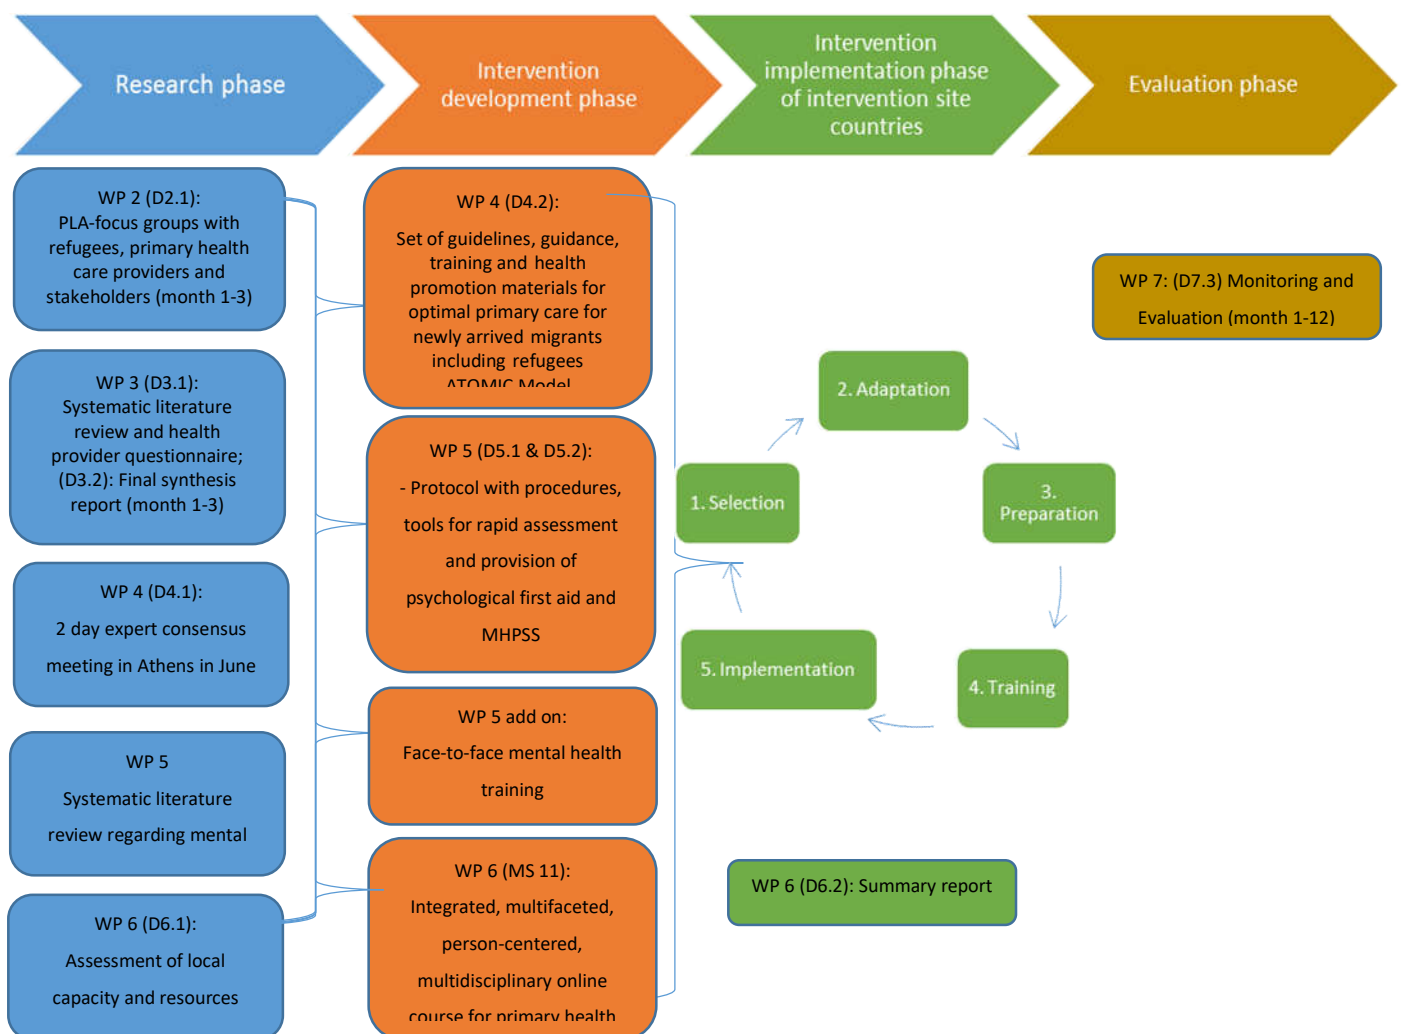 Research phase
Intervention
development phase
Intervention
implementation phase
of intervention site
countries
Evaluation phase
WP 2 (D2.1):
PLA-focus groups with
refugees, primary health
care providers and
stakeholders (month 1-3)
WP 3 (D3.1):
Systematic literature
review and health
provider questionnaire;
(D3.2): Final synthesis
report (month 1-3)
WP 4 (D4.1):
2 day expert consensus
meeting in Athens in June
WP 5
Systematic literature
review regarding mental
WP 6 (D6.1):
Assessment of local
capacity and resources
WP 4 (D4.2):
Set of guidelines, guidance,
training and health
promotion materials for
optimal primary care for
newly arrived migrants
including refugees
ATOMIC Model
WP 5 (D5.1 & D5.2):
- Protocol with procedures,
tools for rapid assessment
and provision of
psychological first aid and
MHPSS
WP 5 add on:
Face-to-face mental health
training
WP 6 (MS 11):
Integrated, multifaceted,
person-centered,
multidisciplinary online
course for primary health
1. Selection
2. Adaptation
3.
Preparation
4. Training
5. Implementation
WP 6 (D6.2): Summary report
WP 7: (D7.3) Monitoring and
Evaluation (month 1-12)